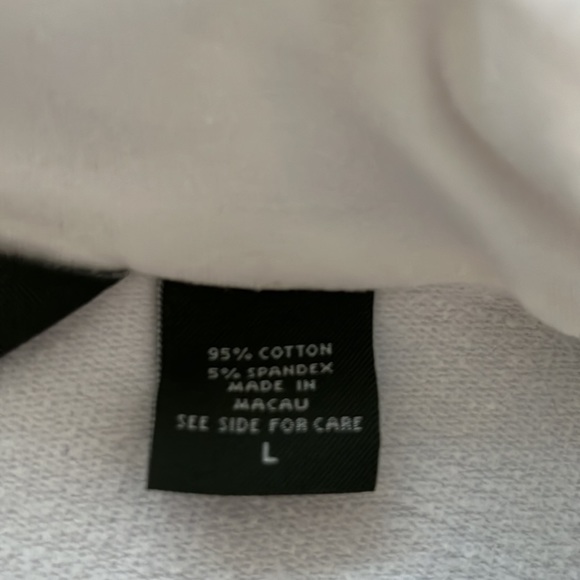 95% COTTON
5% SPANDEX
MADE IN
MACAU
SEE SIDE FOR CARE
L